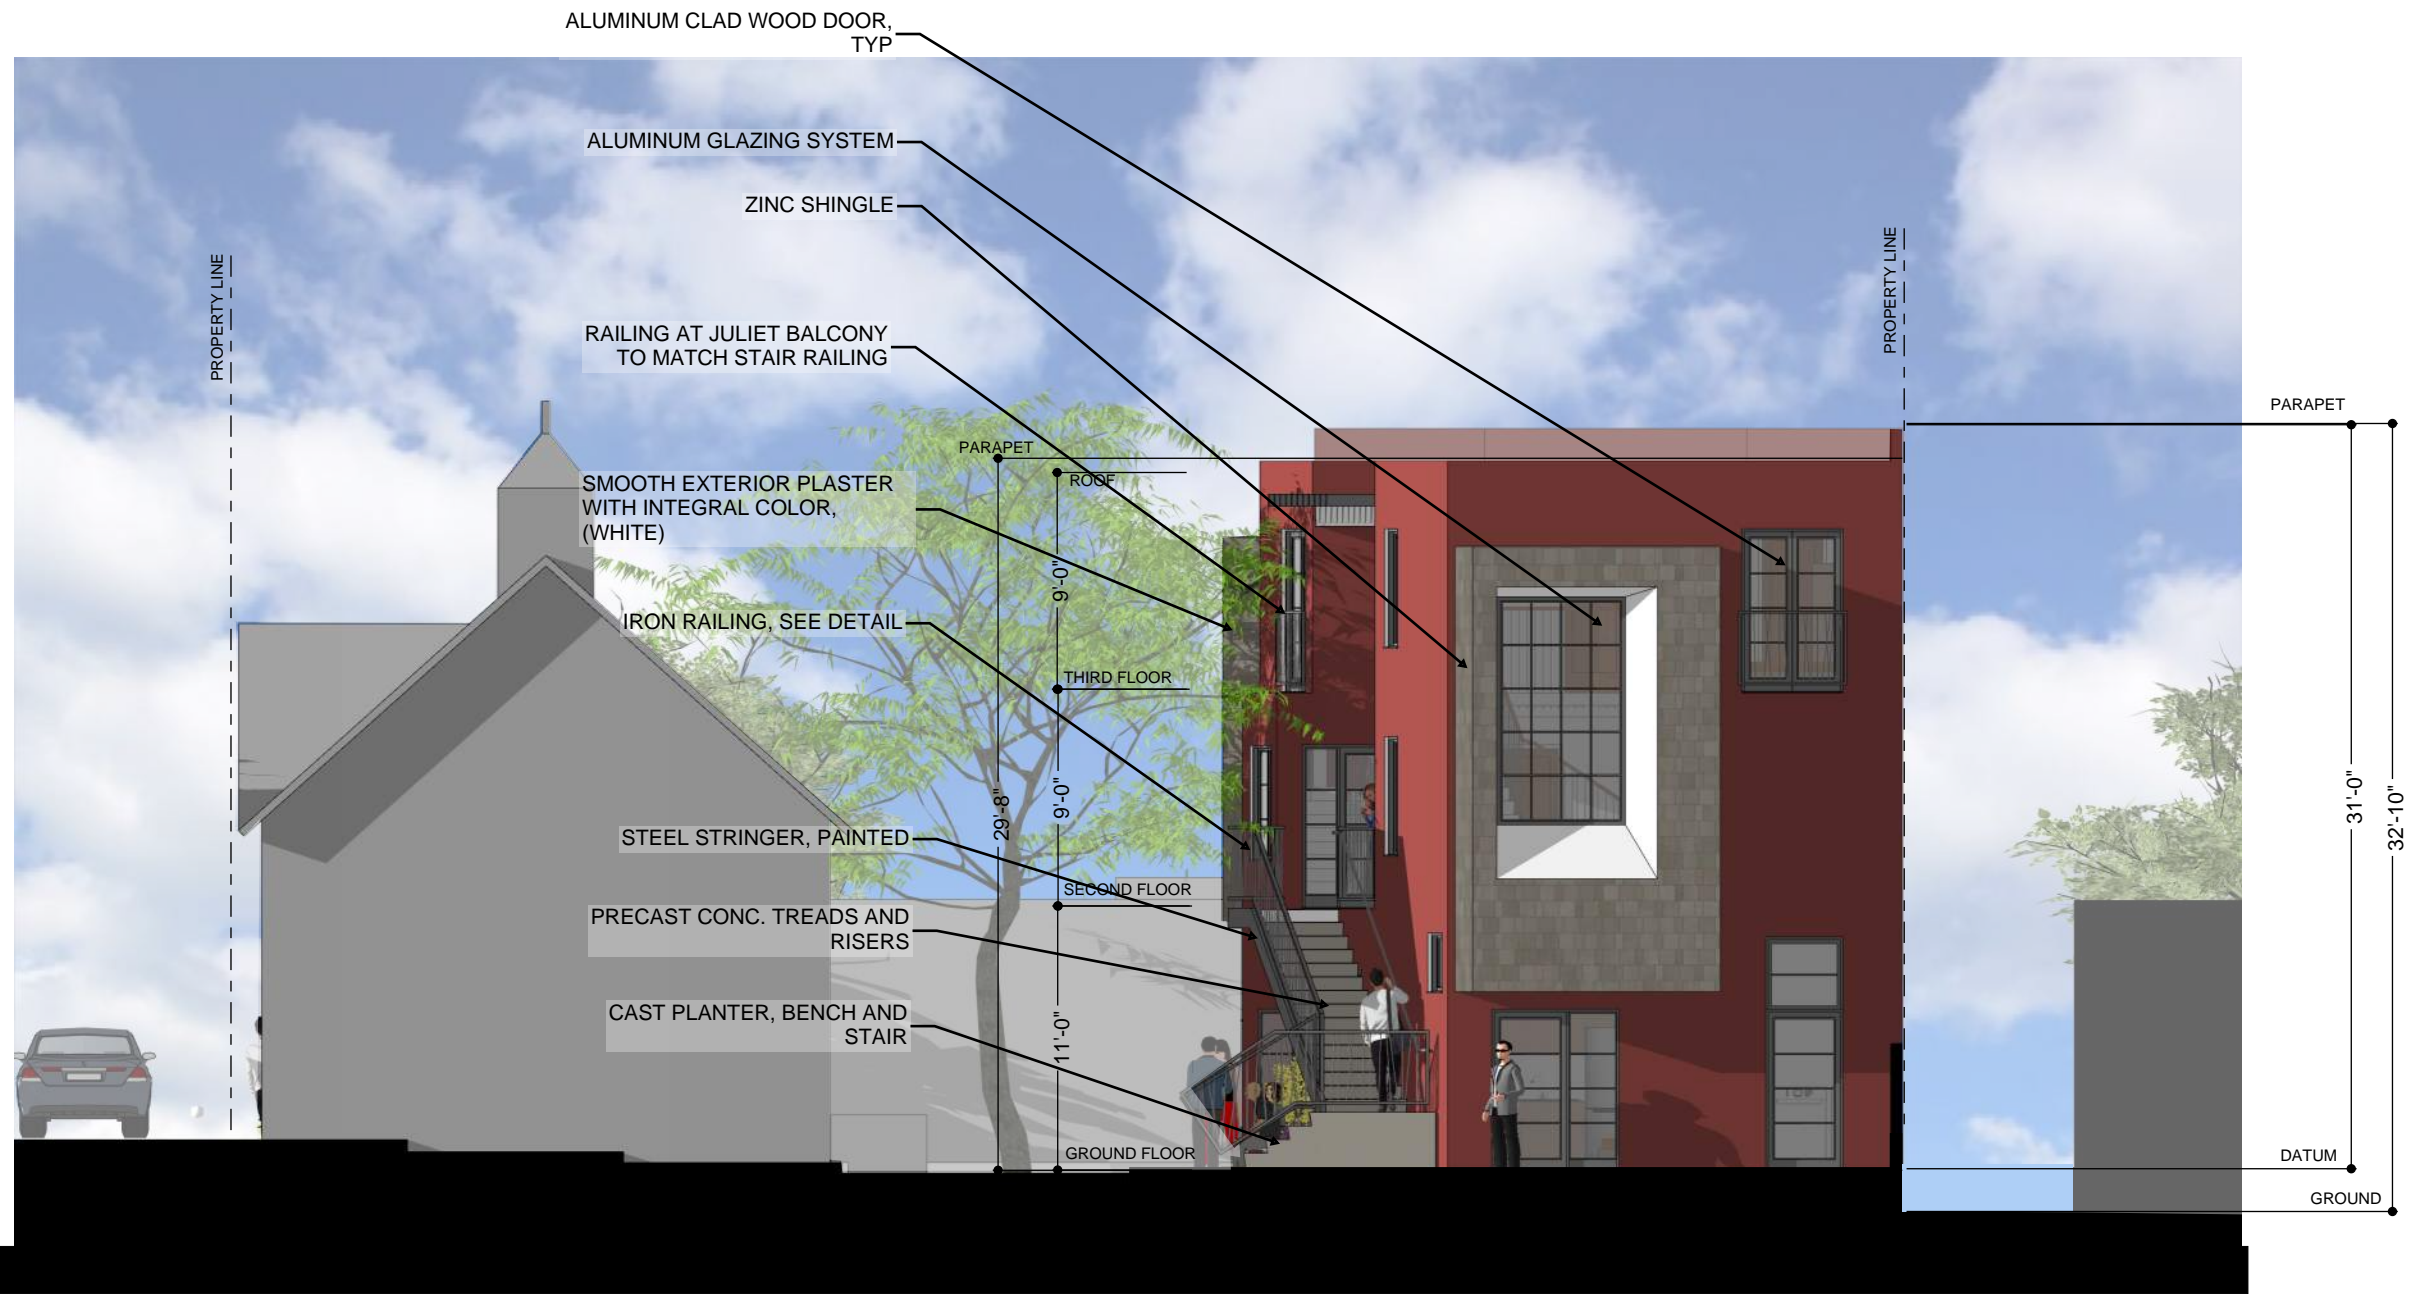 ALUMINUM CLAD WOOD DOOR,
TYP
ALUMINUM GLAZING SYSTEM
ZINC SHINGLE
PROPERTY LINE
PROPERTY LINE
RAILING AT JULIET BALCONY
TO MATCH STAIR RAILING
PARAPET
PARAPET
ROOF
SMOOTH EXTERIOR PLASTER
WITH INTEGRAL COLOR,
(WHITE)
9'-0"
IRON RAILING, SEE DETAIL
THIRD FLOOR
29'-8"
9'-0"
31'-0"
32'-10"
STEEL STRINGER, PAINTED
SECOND FLOOR
PRECAST CONC. TREADS AND
RISERS
CAST PLANTER, BENCH AND
STAIR
11'-0"
GROUND FLOOR
DATUM
GROUND